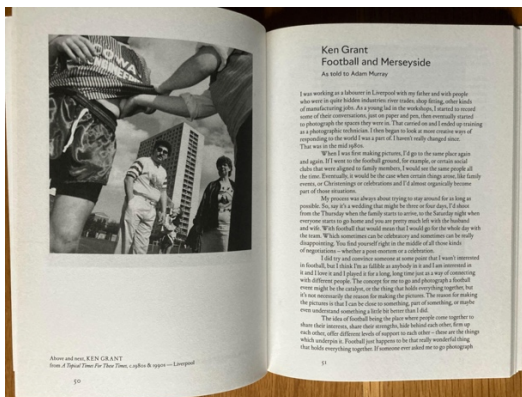 Above and next, KEN GRANT
from A Topical Times For These Times, c.1980s & 1990s — Liverpool
50
Ken Grant
Football and Merseyside
As told to Adam Murray
I was working as a labourer in Liverpool with my father and with people
who were in quite hidden industries: river trades, shop fitting, other kinds
of manufacturing jobs. As a young lad in the workshops, I started to record
some of their conversations, just on paper and pen, then eventually started
to photograph the spaces they were in. That carried on and I ended up training
as a photographic technician. I then began to look at more creative ways of
responding to the world I was a part of. I haven't really changed since.
That was in the mid 1980s.
When I was first making pictures, I'd go to the same place again
and again. If I went to the football ground, for example, or certain social
clubs that were aligned to family members, I would see the same people all
the time. Eventually, it would be the case when certain things arise, like family
events, or Christenings or celebrations and I'd almost organically become
part of those situations.
My process was always about trying to stay around for as long as
possible. So, say it's a wedding that might be three or four days, I'd shoot
from the Thursday when the family starts to arrive, to the Saturday night when
everyone starts to go home and you are pretty much left with the husband
and wife. With football that would mean that I would go for the whole day with
the team. Which sometimes can be celebratory and sometimes can be really
disappointing. You find yourself right in the middle of all those kinds
of negotiations – whether a post-mortem or a celebration.
I did try and convince someone at some point that I wasn't interested
in football, but I think I'm as fallible as anybody in it and I am interested in
it and I love it and I played it for a long, long time just as a way of connecting
with different people. The concept for me to go and photograph a football
event might be the catalyst, or the thing that holds everything together, but
it's not necessarily the reason for making the pictures. The reason for making
the pictures is that I can be close to something, part of something, or maybe
even understand something a little bit better than I did.
The idea of football being the place where people come together to
share their interests, share their strengths, hide behind each other, firm up
each other, offer different levels of support to each other – these are the things
which underpin it. Football just happens to be that really wonderful thing
that holds everything together. If someone ever asked me to go photograph
51